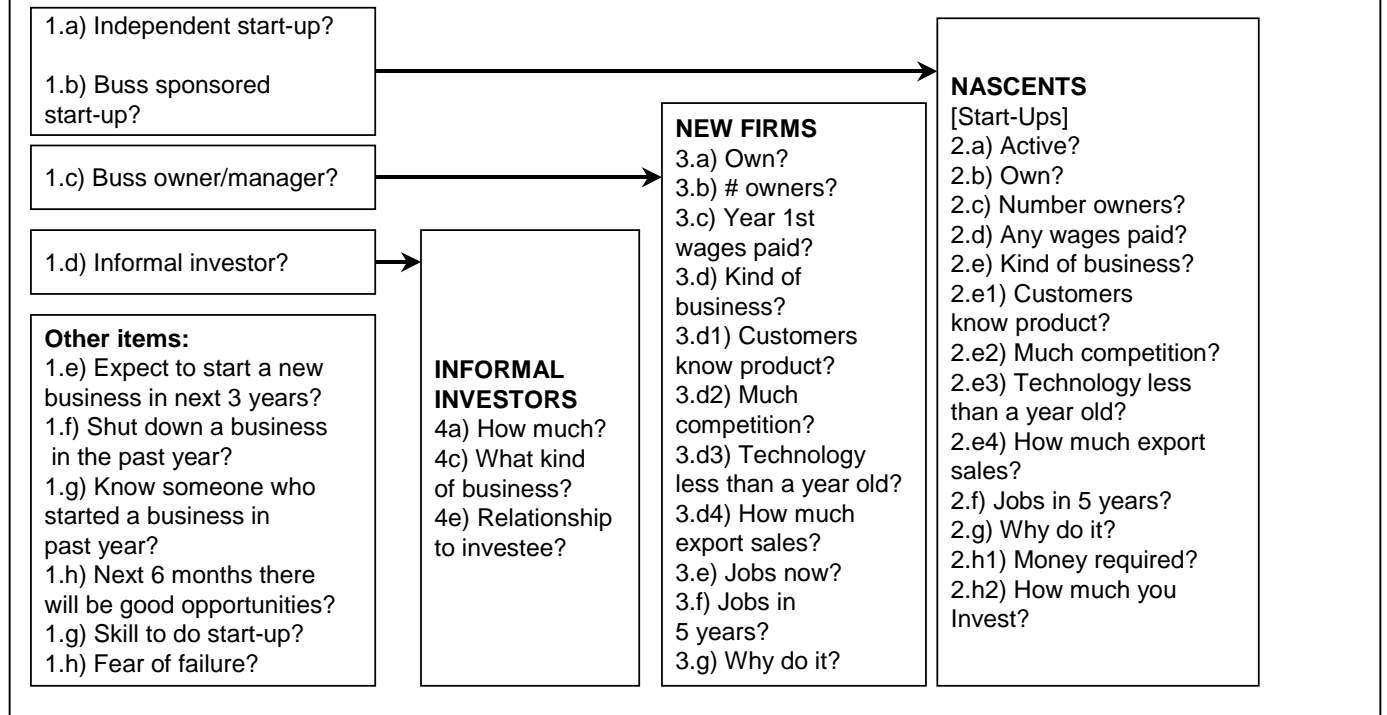 1.a) Independent start-up?
1.b) Buss sponsored
start-up?
1.c) Buss owner/manager?
1.d) Informal investor?
Other items:
1.e) Expect to start a new
business in next 3 years?
1.f) Shut down a business
in the past year?
1.g) Know someone who
started a business in
past year?
1.h) Next 6 months there
will be good opportunities?
1.g) Skill to do start-up?
1.h) Fear of failure?
INFORMAL
INVESTORS
4a) How much?
4c) What kind
of business?
4e) Relationship
to investee?
NEW FIRMS
3.a) Own?
3.b) # owners?
3.c) Year 1st
wages paid?
3.d) Kind of
business?
3.d1) Customers
know product?
3.d2) Much
competition?
3.d3) Technology
less than a year old?
3.d4) How much
export sales?
3.e) Jobs now?
3.f) Jobs in
5 years?
3.g) Why do it?
NASCENTS
[Start-Ups]
2.a) Active?
2.b) Own?
2.c) Number owners?
2.d) Any wages paid?
2.e) Kind of business?
2.e1) Customers
know product?
2.e2) Much competition?
2.e3) Technology less
than a year old?
2.e4) How much export
sales?
2.f) Jobs in 5 years?
2.g) Why do it?
2.h1) Money required?
2.h2) How much you
Invest?